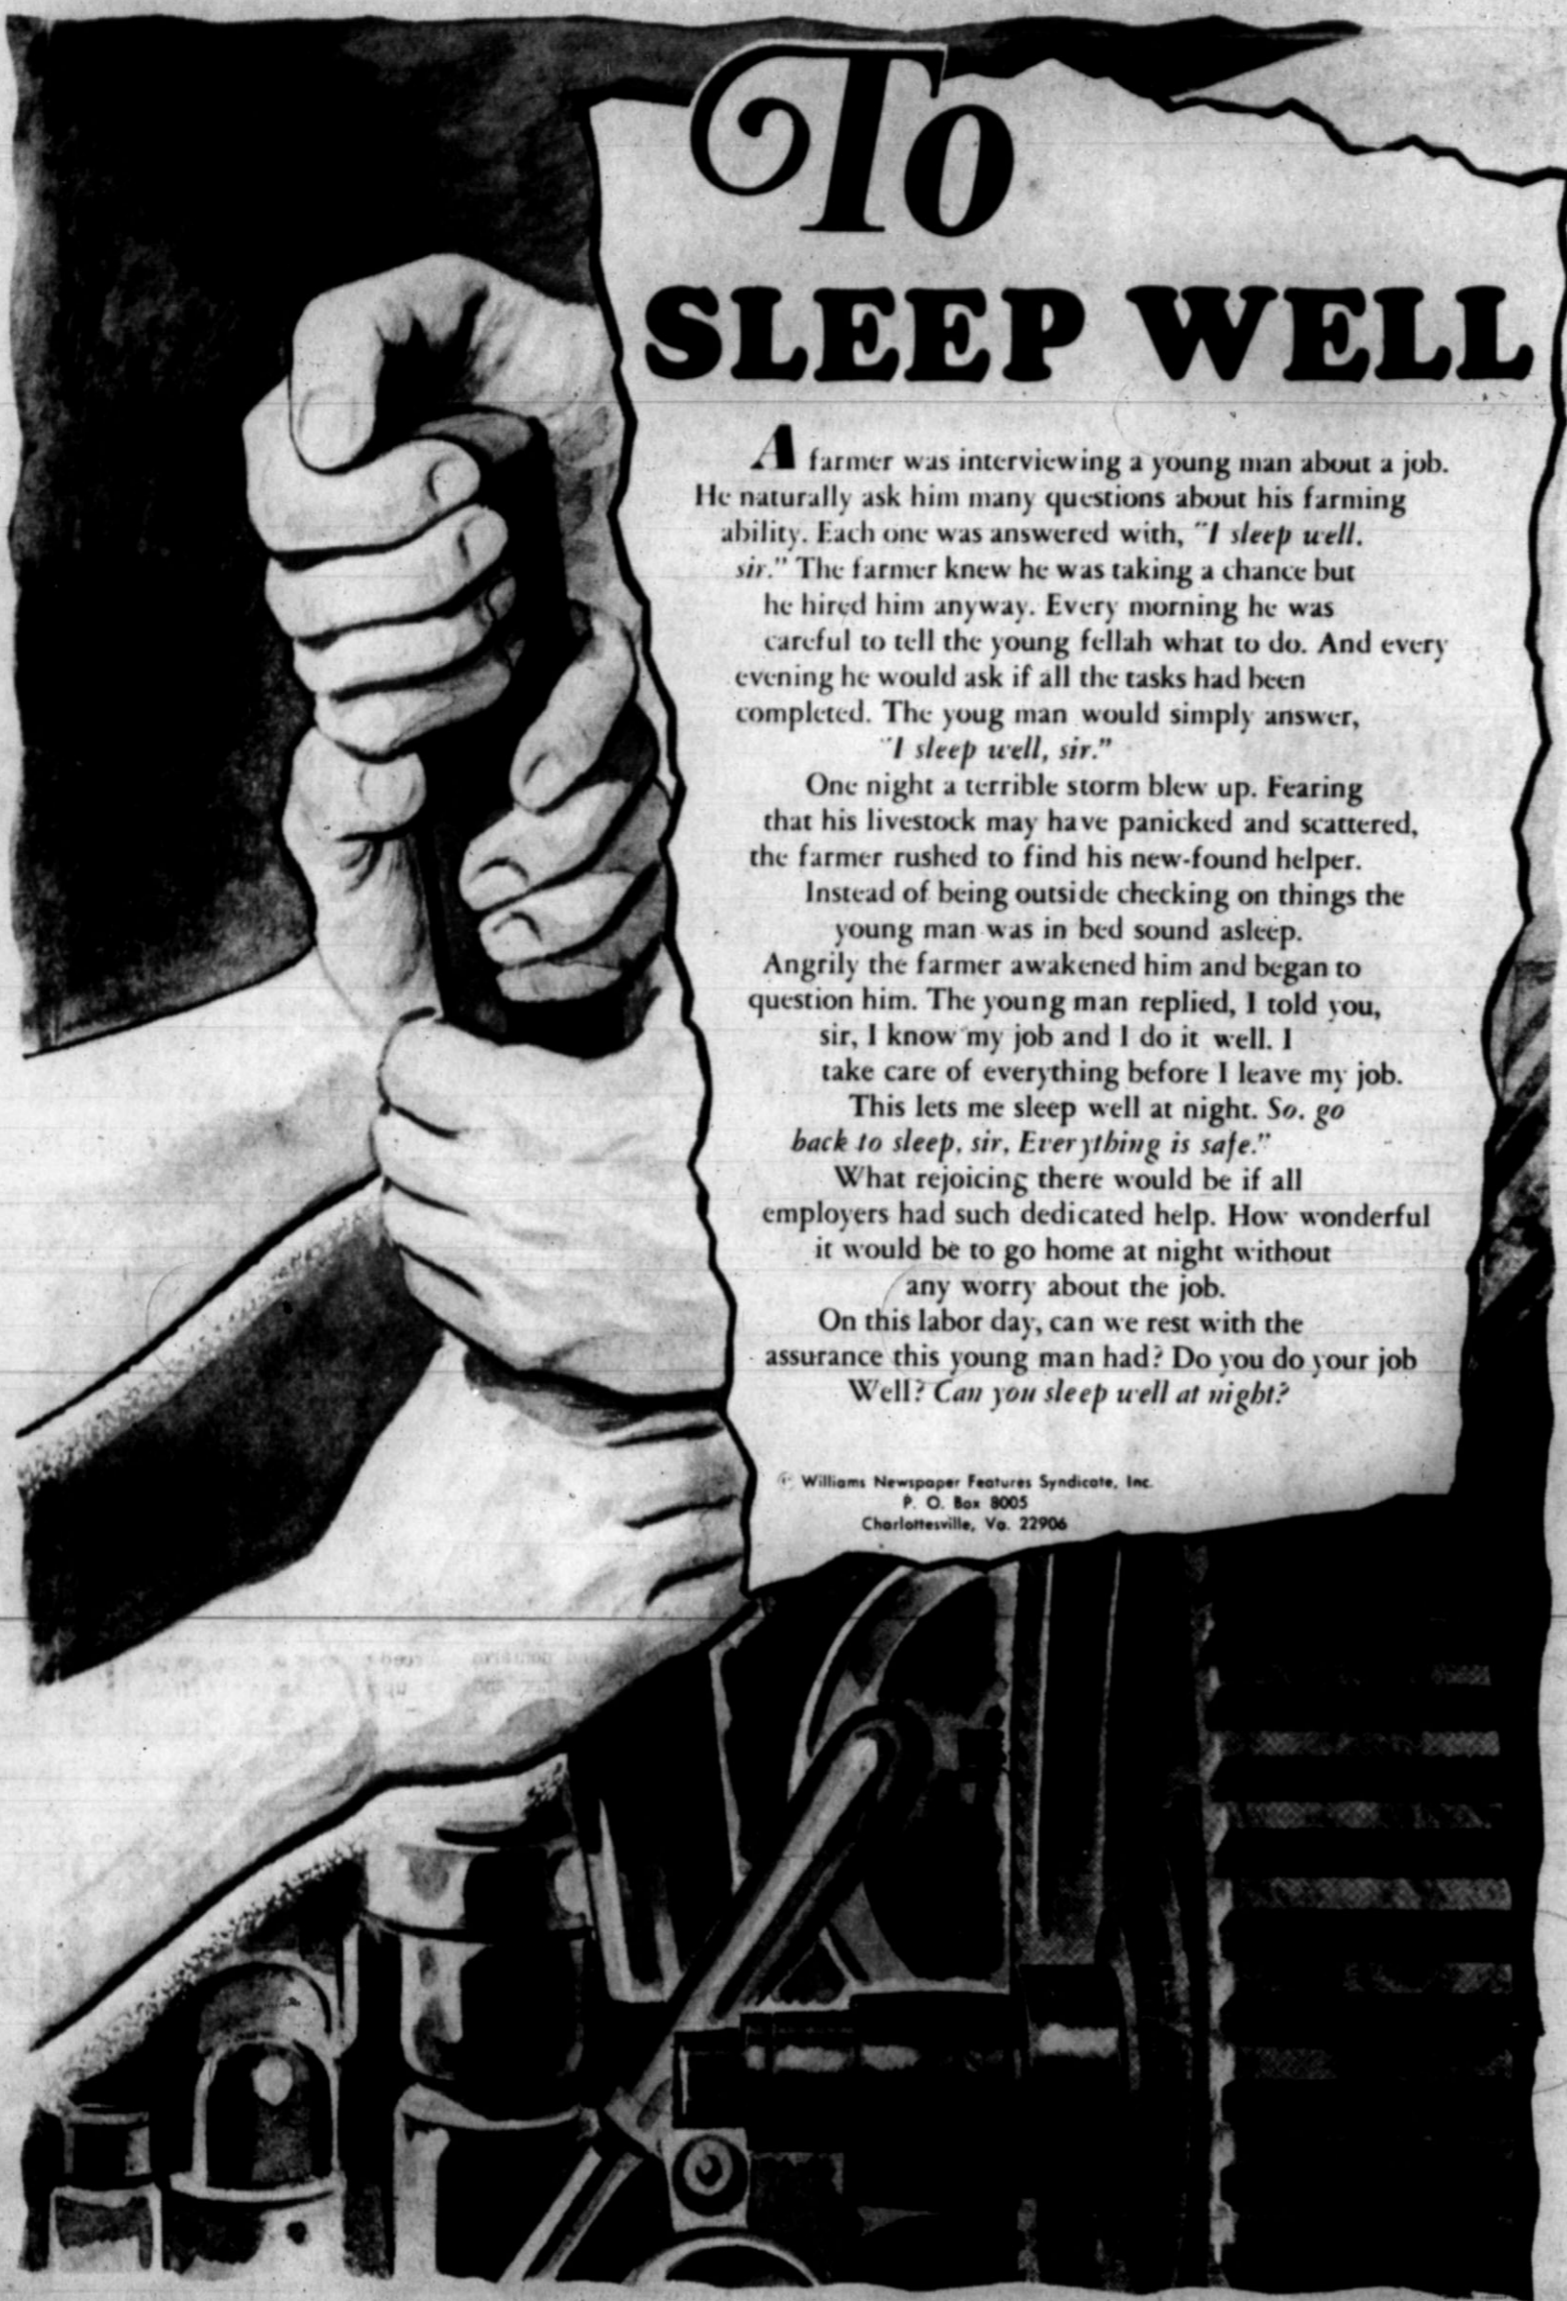 To
SLEEP WELL
A farmer was interviewing a young man about a job.
He naturally ask him many questions about his farming
ability. Each one was answered with, "I sleep well,
sir." The farmer knew he was taking a chance but
he hired him anyway. Every morning he was
careful to tell the young fellah what to do. And every
evening he would ask if all the tasks had been
completed. The youg man would simply answer,
"I sleep well, sir."
One night a terrible storm blew up. Fearing
that his livestock may have panicked and scattered,
the farmer rushed to find his new-found helper.
Instead of being outside checking on things the
young man was in bed sound asleep.
Angrily the farmer awakened him and began to
question him. The young man replied, I told you,
sir, I know my job and I do it well. I
take care of everything before I leave my job.
This lets me sleep well at night. So, go
back to sleep, sir, Everything is safe."
What rejoicing there would be if all
employers had such dedicated help. How wonderful
it would be to go home at night without
any worry about the job.
On this labor day, can we rest with the
assurance this young man had? Do you do your job
Well? Can you sleep well at night?
© Williams Newspaper Features Syndicate, Inc.
P. O. Box 8005
Charlottesville, Va. 22906